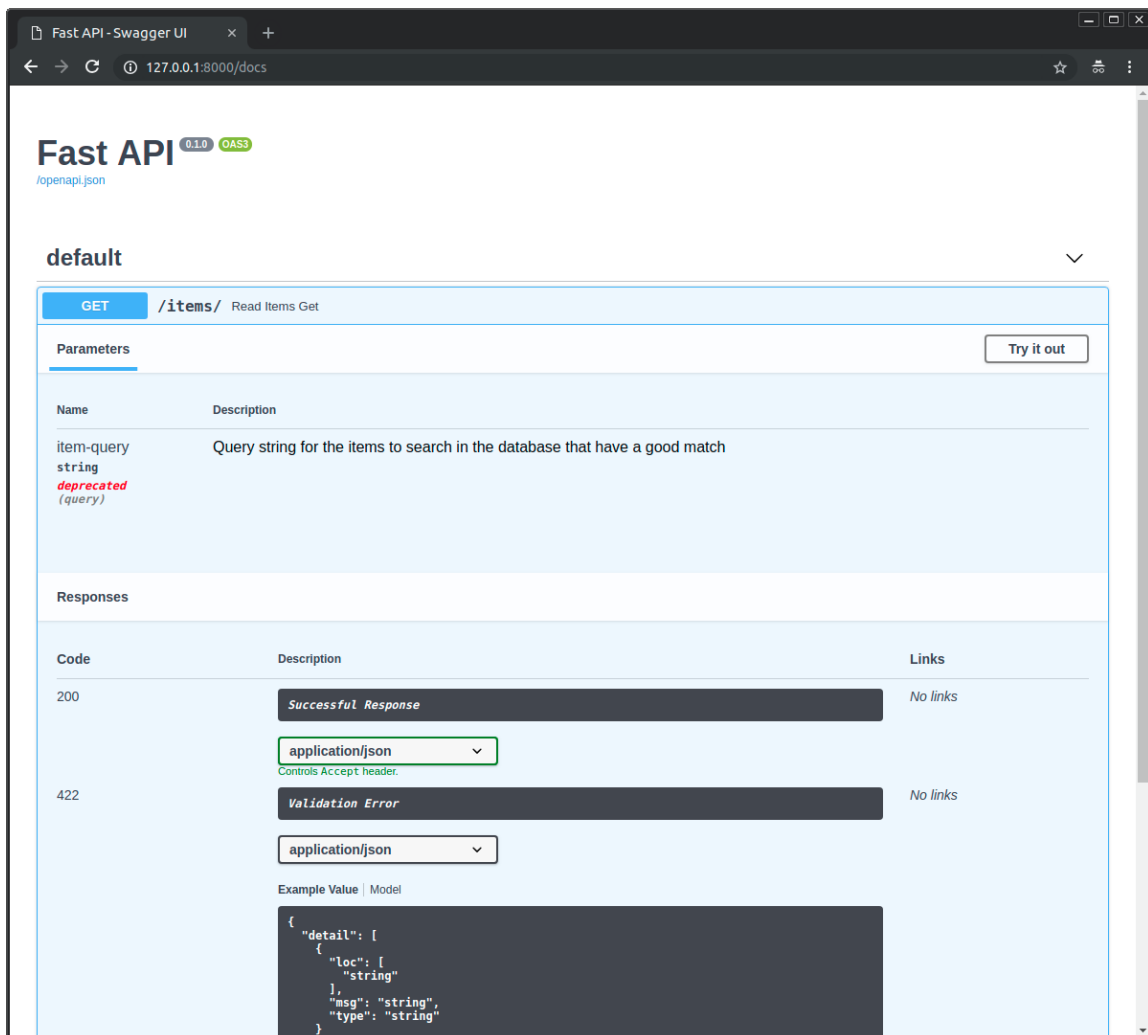 Fast API - Swagger UI
127.0.0.1:8000/docs
Fast API 0.1.0 OAS3
/openapi.json
default
GET /items/ Read Items Get
Parameters Try it out
Name Description
item-query Query string for the items to search in the database that have a good match
string
deprecated
(query)
Responses
Code Description Links
200 Successful Response No links
application/json
Controls Accept header.
422 Validation Error No links
application/json
Example Value Model
{
  "detail": [
    {
      "loc": [
        "string"
      ],
      "msg": "string",
      "type": "string"
    }